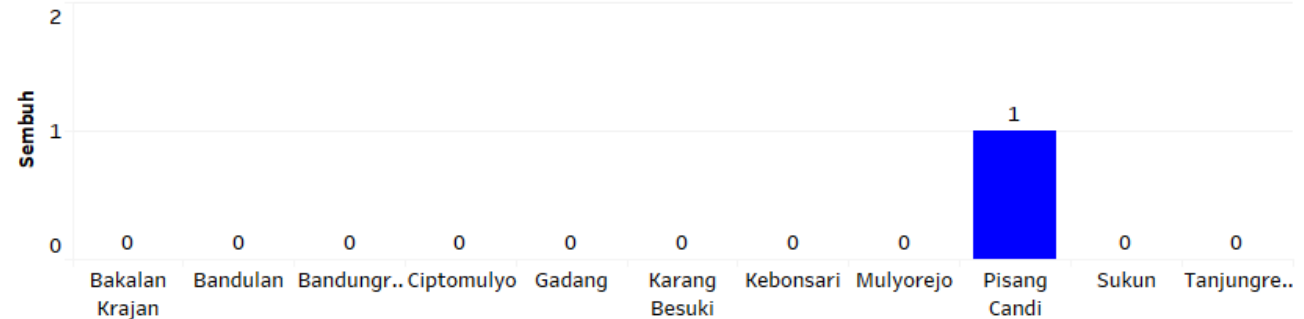 2
Sembuh
1
1
0
0 0 0 0 0 0 0 0 0 0
Bakalan Krajan
Bandulan
Bandungr..
Ciptomulyo
Gadang
Karang Besuki
Kebonsari
Mulyorejo
Pisang Candi
Sukun
Tanjungre..